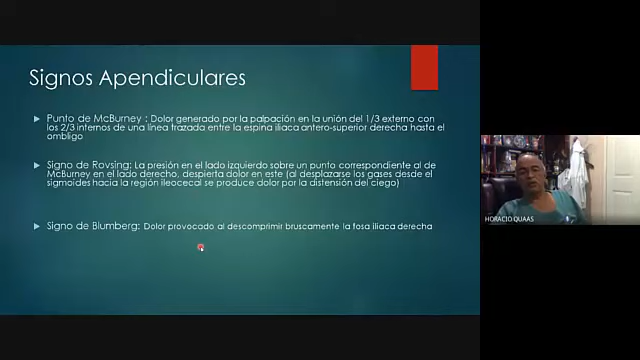 Signos Apendiculares
Punto de McBurney : Dolor generado por la palpación en la unión del 1/3 externo con
los 2/3 internos de una línea trazada entre la espina iliaca antero-superior derecha hasta el
ombligo
Signo de Rovsing: La presión en el lado izquierdo sobre un punto correspondiente al de
McBurney en el lado derecho, despierta dolor en este (al desplazarse los gases desde el
sigmoides hacia la región ileocecal se produce dolor por la distensión del ciego)
Signo de Blumberg: Dolor provocado al descomprimir bruscamente la fosa iliaca derecha
HORACIO QUAAS